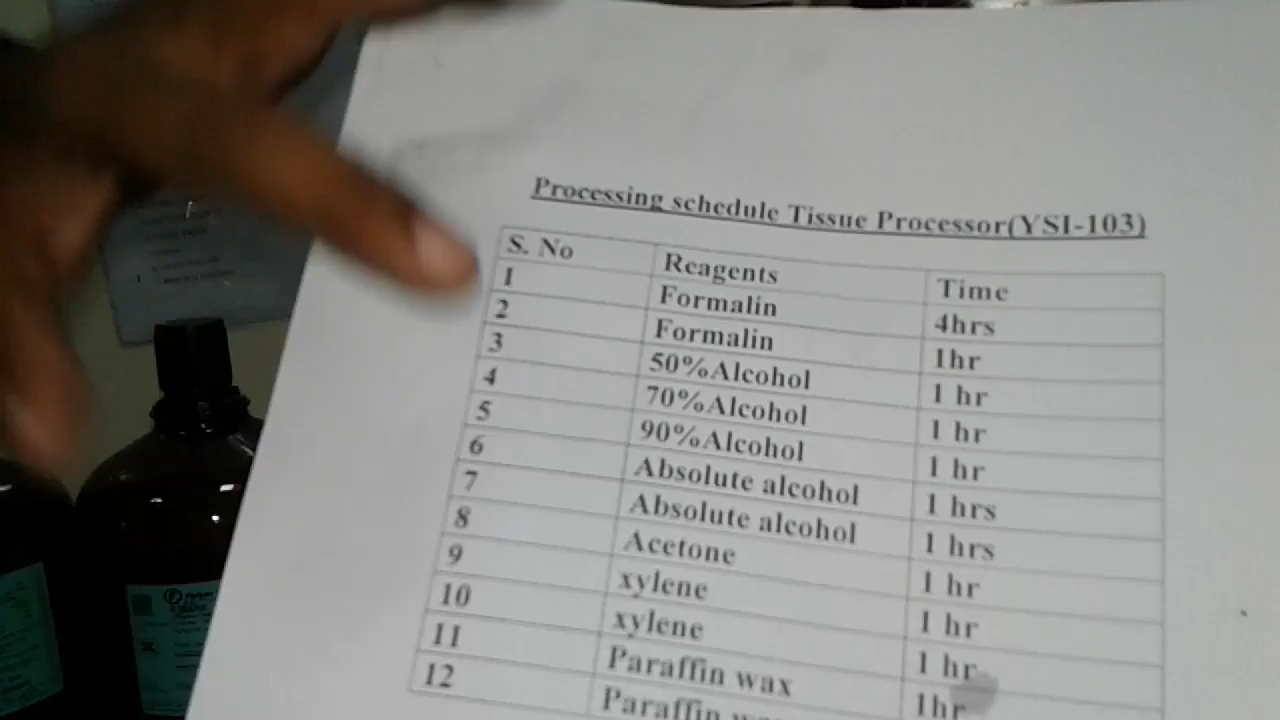 Processing schedule Tissue Processor(YSI-103)
S. No Reagents Time
1 Formalin 4hrs
2 Formalin 1hr
3 50%Alcohol 1 hr
4 70%Alcohol 1 hr
5 90%Alcohol 1 hr
6 Absolute alcohol 1 hrs
7 Absolute alcohol 1 hrs
8 Acetone 1 hr
9 xylene 1 hr
10 xylene 1 hr
11 Paraffin wax 1hr
12 Paraffin